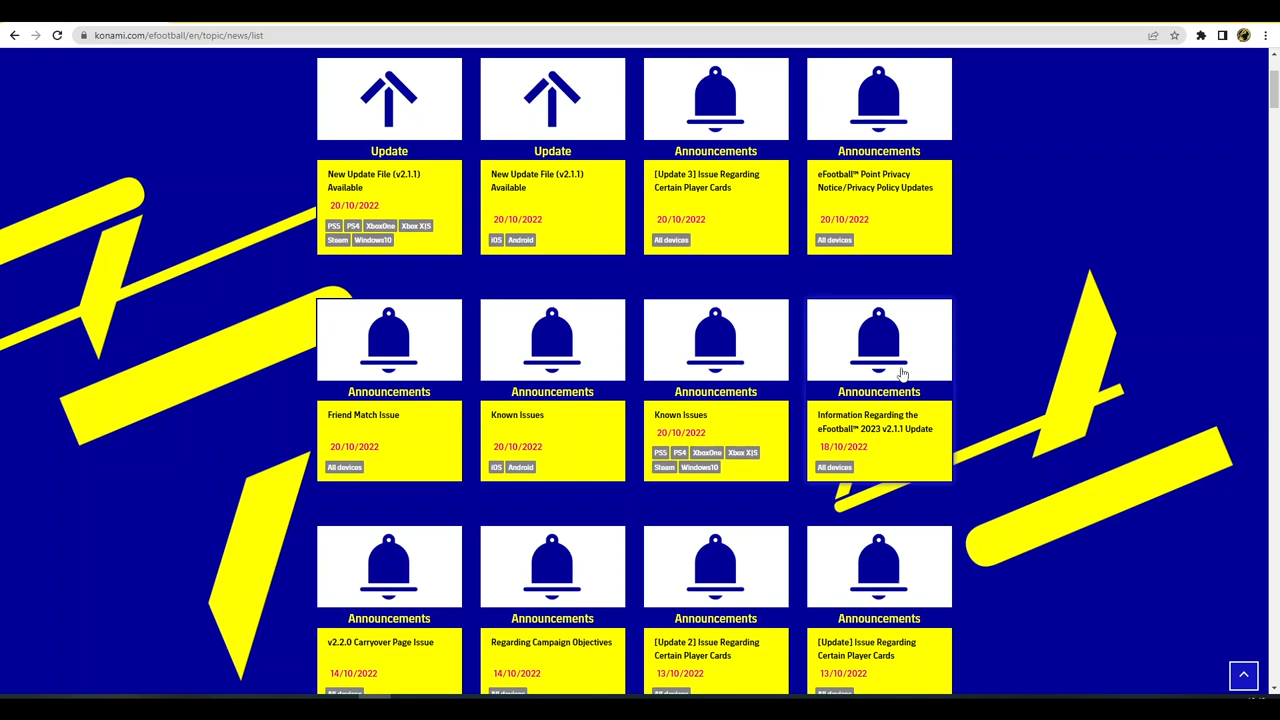 konami.com/efootball/en/topic/news/list
Update
New Update File (v2.1.1)
Available
20/10/2022
PS5 PS4 XboxOne Xbox X|S
Steam Windows10
Update
New Update File (v2.1.1)
Available
20/10/2022
iOS Android
Announcements
[Update 3] Issue Regarding
Certain Player Cards
20/10/2022
All devices
Announcements
eFootball™ Point Privacy
Notice/Privacy Policy Updates
20/10/2022
All devices
Announcements
Friend Match Issue
20/10/2022
All devices
Announcements
Known Issues
20/10/2022
iOS Android
Announcements
Known Issues
20/10/2022
PS5 PS4 XboxOne Xbox X|S
Steam Windows10
Announcements
Information Regarding the
eFootball™ 2023 v2.1.1 Update
18/10/2022
All devices
Announcements
v2.2.0 Carryover Page Issue
14/10/2022
Announcements
Regarding Campaign Objectives
14/10/2022
Announcements
[Update 2] Issue Regarding
Certain Player Cards
13/10/2022
Announcements
[Update] Issue Regarding
Certain Player Cards
13/10/2022